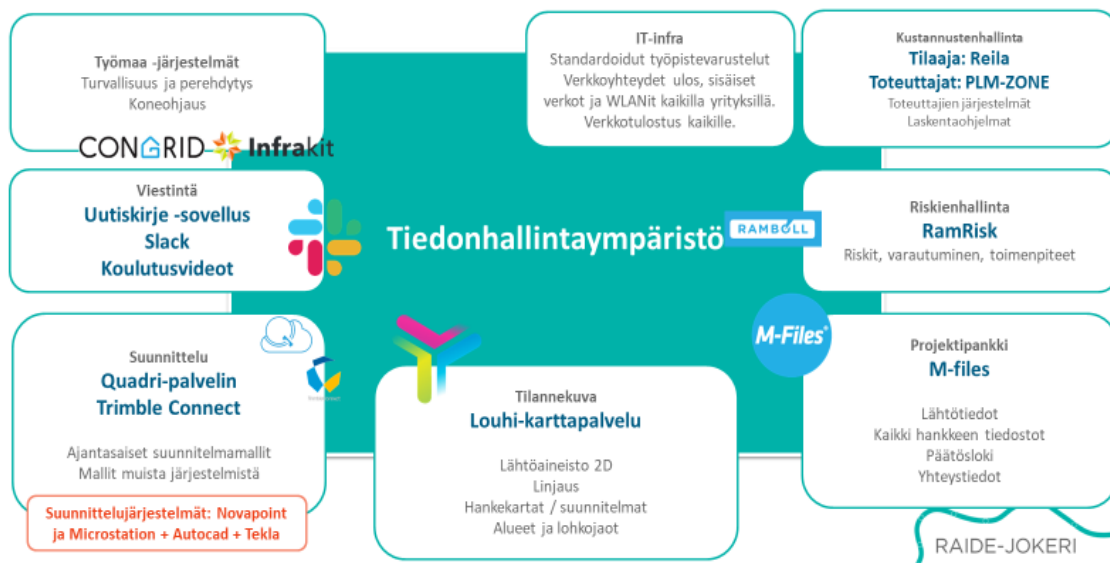 Työmaa -järjestelmät
Turvallisuus ja perehdytys
Koneohjaus
CONGRID
Infrakit
IT-infra
Standardoidut työpistevarustelut
Verkkoyhteydet ulos, sisäiset
verkot ja WLANit kaikilla yrityksillä.
Verkkotulostus kaikille.
Kustannustenhallinta
Tilaaja: Reila
Toteuttajat: PLM-ZONE
Toteuttajien järjestelmät
Laskentaohjelmat
Viestintä
Uutiskirje -sovellus
Slack
Koulutusvideot
Tiedonhallintaympäristö
RAMBOLL
Riskienhallinta
RamRisk
Riskit, varautuminen, toimenpiteet
Suunnittelu
Quadri-palvelin
Trimble Connect
Ajantasaiset suunnitelmamallit
Mallit muista järjestelmistä
Suunnittelujärjestelmät: Novapoint
ja Microstation + Autocad + Tekla
Tilannekuva
Louhi-karttapalvelu
Lähtöaineisto 2D
Linjaus
Hankekartat / suunnitelmat
Alueet ja lohkojaot
M-Files®
Projektipankki
M-files
Lähtötiedot
Kaikki hankkeen tiedostot
Päätösloki
Yhteystiedot
RAIDE-JOKERI